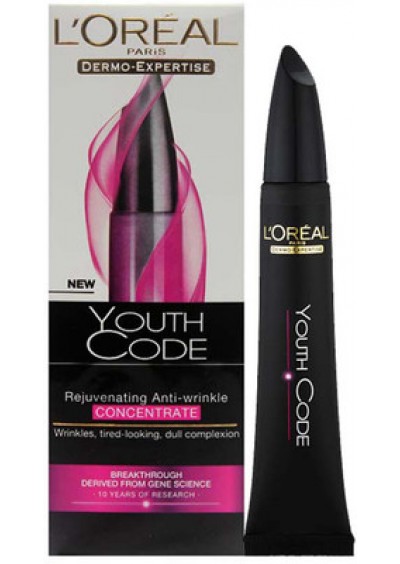 L'ORÉAL
PARIS
DERMO-EXPERTISE
NEW
YOUTH
CODE
Rejuvenating Anti-wrinkle
CONCENTRATE
Wrinkles, tired-looking, dull complexion
BREAKTHROUGH
DERIVED FROM GENE SCIENCE
- 10 YEARS OF RESEARCH -
L'ORÉAL
PARIS
DERMO-EXPERTISE
YOUTH CODE